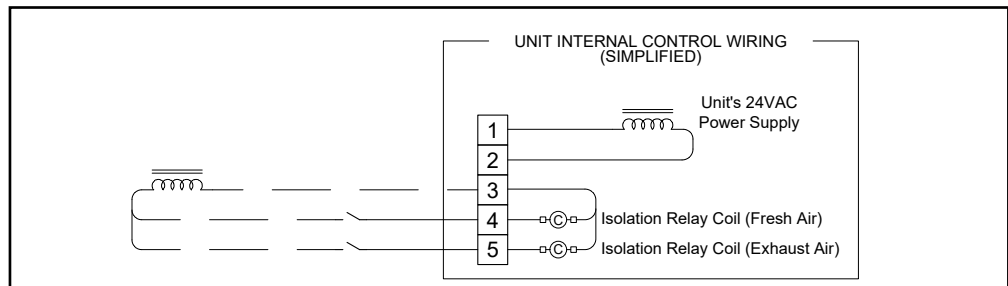 UNIT INTERNAL CONTROL WIRING
(SIMPLIFIED)
Unit's 24VAC
Power Supply
1
2
3
4 C Isolation Relay Coil (Fresh Air)
5 C Isolation Relay Coil (Exhaust Air)